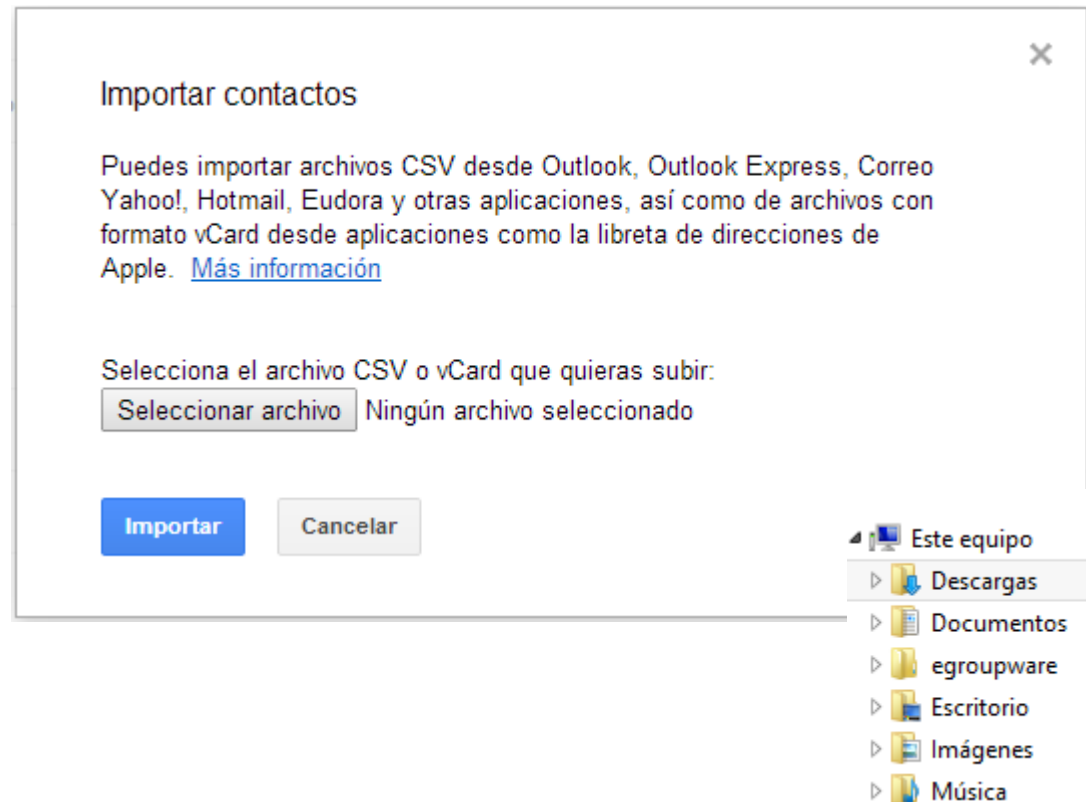 Importar contactos
Puedes importar archivos CSV desde Outlook, Outlook Express, Correo
Yahoo!, Hotmail, Eudora y otras aplicaciones, así como de archivos con
formato vCard desde aplicaciones como la libreta de direcciones de
Apple. Más información
Selecciona el archivo CSV o vCard que quieras subir:
Seleccionar archivo Ningún archivo seleccionado
Importar Cancelar
Este equipo
Descargas
Documentos
egroupware
Escritorio
Imágenes
Música